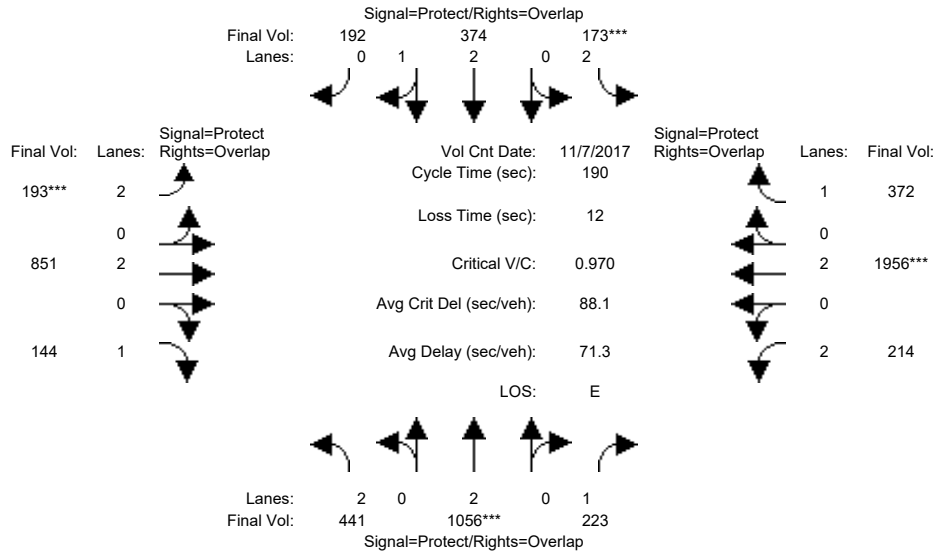 Signal=Protect/Rights=Overlap
Final Vol: 192 374 173***
Lanes: 0 1 2 0 2
Signal=Protect Signal=Protect
Final Vol: Lanes: Rights=Overlap Vol Cnt Date: 11/7/2017 Rights=Overlap Lanes: Final Vol:
Cycle Time (sec): 190
193*** 2 1 372
Loss Time (sec): 12
0 0
851 2 Critical V/C: 0.970 2 1956***
0 Avg Crit Del (sec/veh): 88.1 0
144 1 Avg Delay (sec/veh): 71.3 2 214
LOS: E
Lanes: 2 0 2 0 1
Final Vol: 441 1056*** 223
Signal=Protect/Rights=Overlap